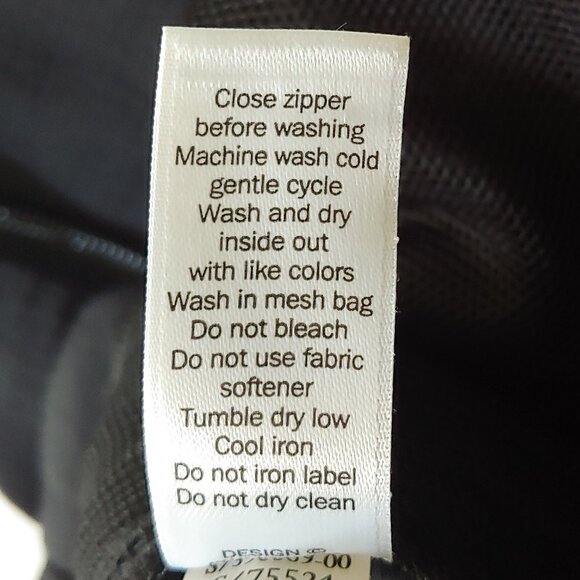 Close zipper
before washing
Machine wash cold
gentle cycle
Wash and dry
inside out
with like colors
Wash in mesh bag
Do not bleach
Do not use fabric
softener
Tumble dry low
Cool iron
Do not iron label
Do not dry clean
DESIGN ©